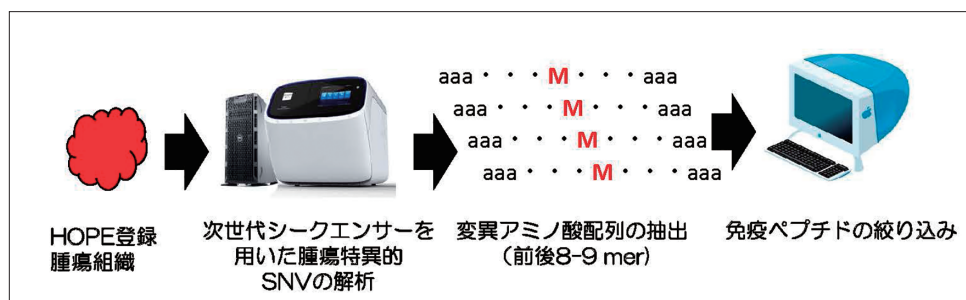 aaa・・・M・・・aaa
aaa・・・M・・・aaa
aaa・・・M・・・aaa
aaa・・・M・・・aaa
HOPE登録
腫瘍組織
次世代シークエンサーを
用いた腫瘍特異的
SNVの解析
変異アミノ酸配列の抽出
(前後8-9 mer)
免疫ペプチドの絞り込み